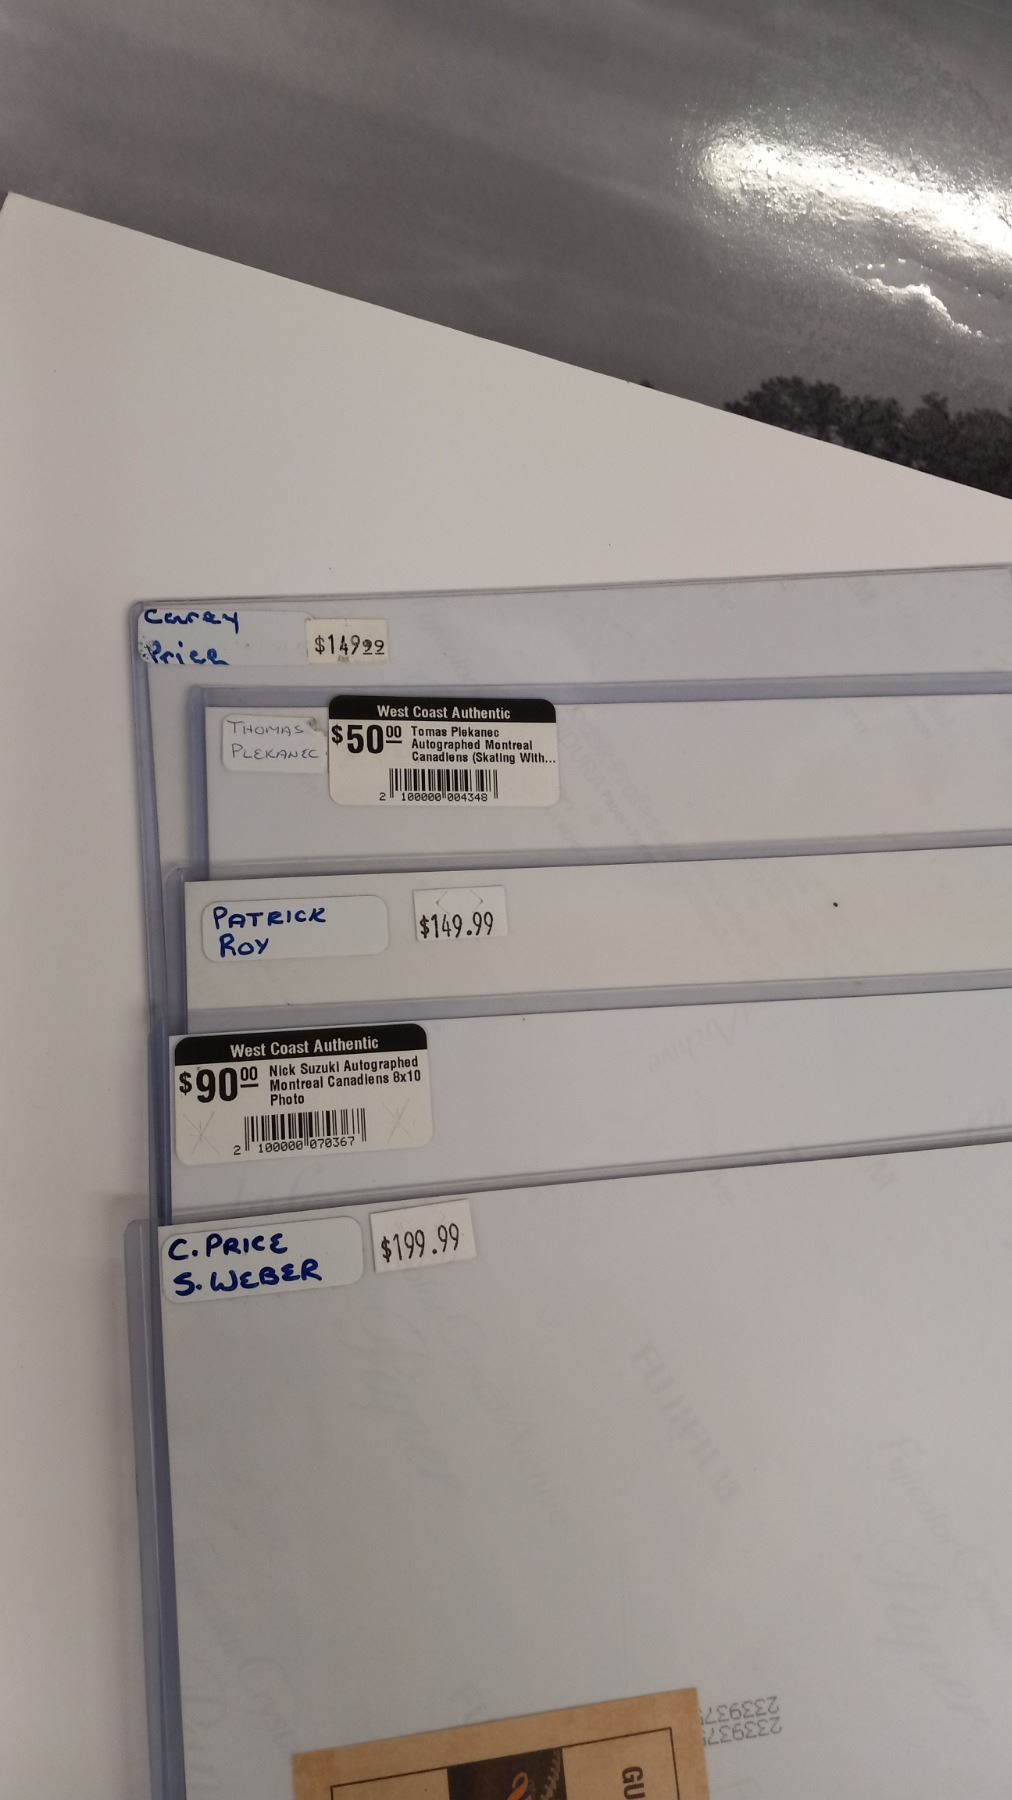 Carey
Price
$149.99
THOMAS
PLEKANEC
West Coast Authentic
$50.00
Tomas Plekanec
Autographed Montreal
Canadiens (Skating With...
2 100000 004348
PATRICK
ROY
$149.99
West Coast Authentic
$90.00
Nick Suzuki Autographed
Montreal Canadiens 8x10
Photo
2 100000 070367
C. PRICE
S. WEBER
$199.99
FUJIFILM
GU